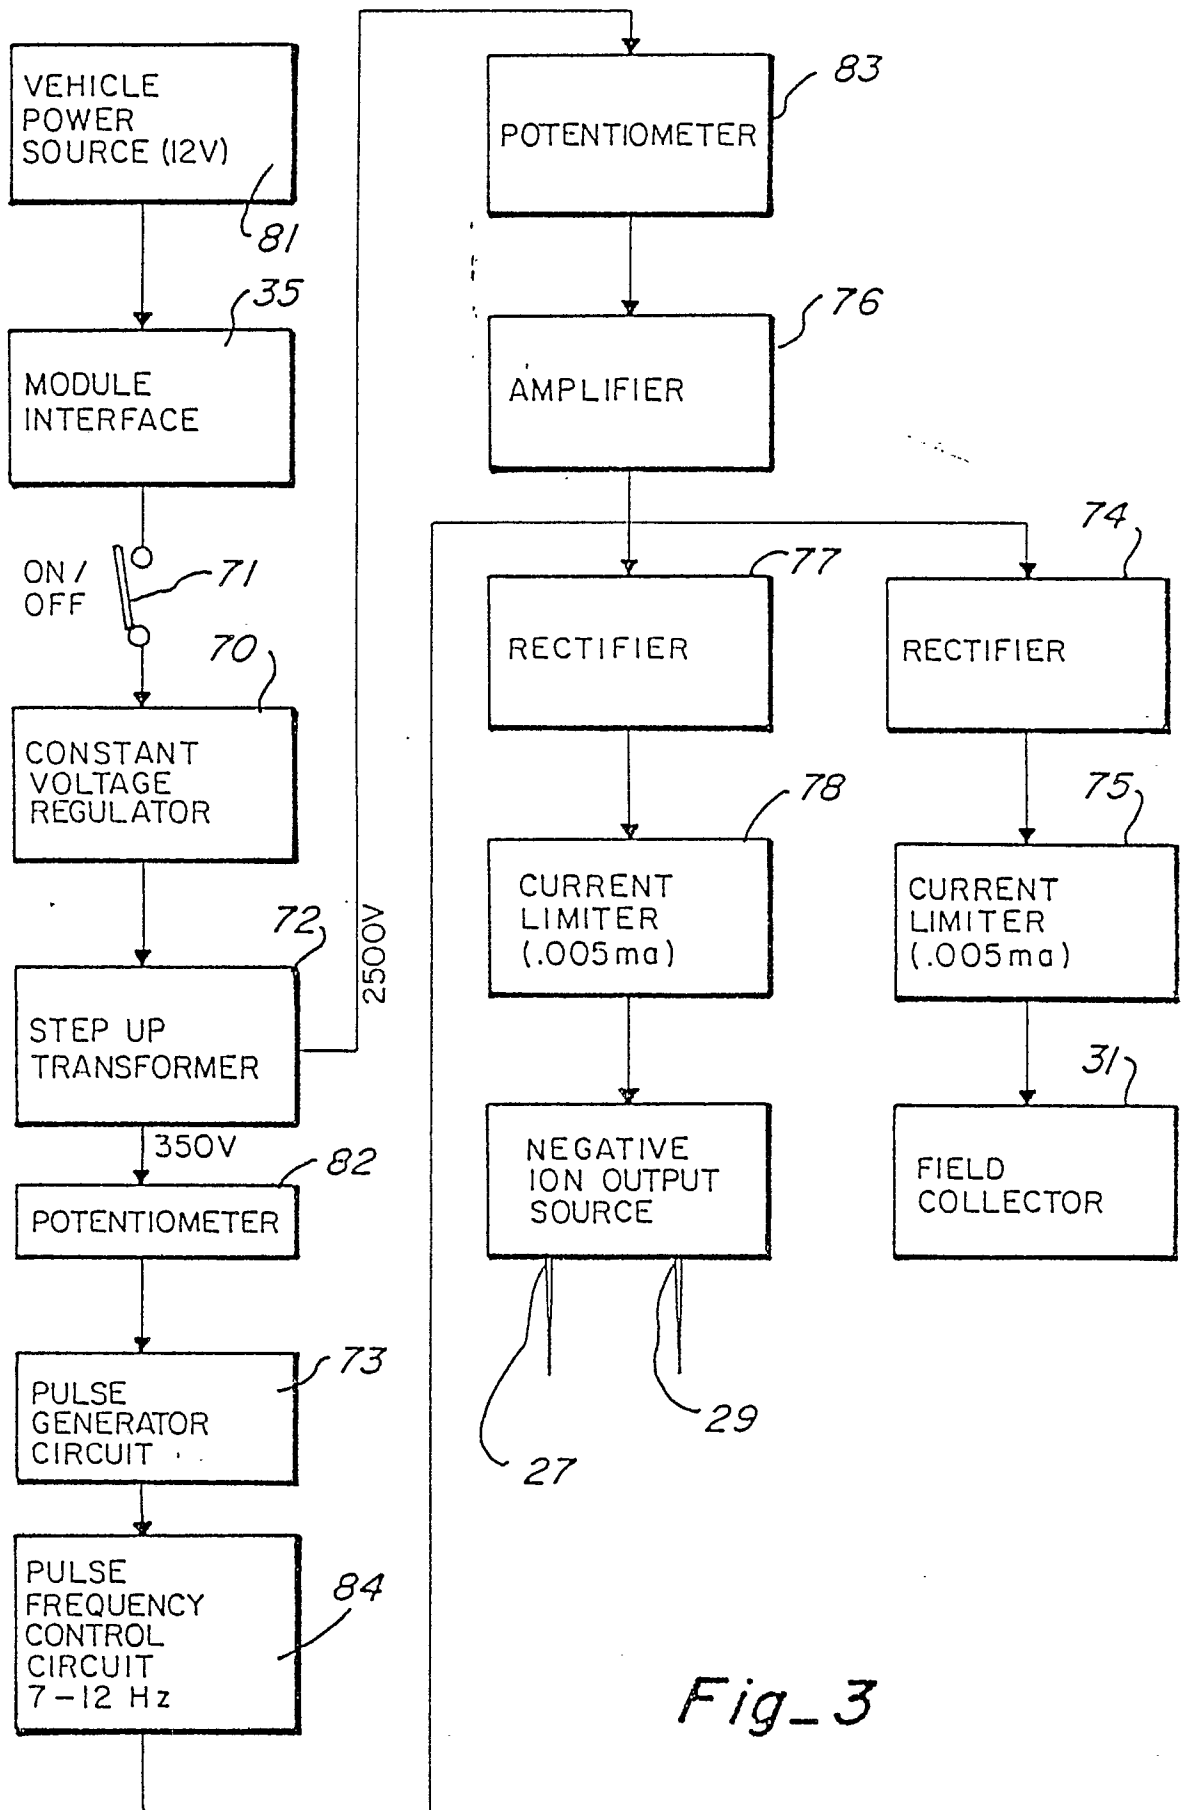 VEHICLE
POWER
SOURCE (12V)
81
35
MODULE
INTERFACE
ON /
OFF
71
70
CONSTANT
VOLTAGE
REGULATOR
72
2500V
STEP UP
TRANSFORMER
350V
82
POTENTIOMETER
73
PULSE
GENERATOR
CIRCUIT
84
PULSE
FREQUENCY
CONTROL
CIRCUIT
7-12 Hz
83
POTENTIOMETER
76
AMPLIFIER
77
RECTIFIER
78
CURRENT
LIMITER
(.005ma)
NEGATIVE
ION OUTPUT
SOURCE
27
29
74
RECTIFIER
75
CURRENT
LIMITER
(.005ma)
31
FIELD
COLLECTOR
Fig_3